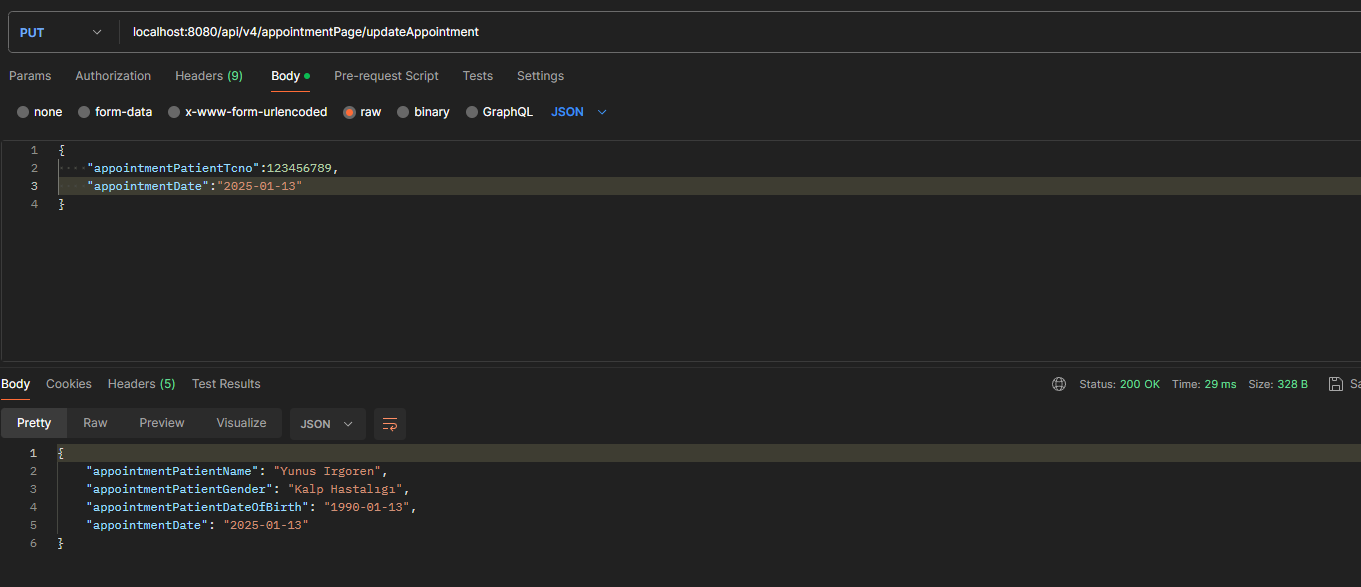 PUT localhost:8080/api/v4/appointmentPage/updateAppointment
Params Authorization Headers (9) Body Pre-request Script Tests Settings
none form-data x-www-form-urlencoded raw binary GraphQL JSON
1 {
2 ····"appointmentPatientTcno":123456789,
3 ····"appointmentDate":"2025-01-13"
4 }
Body Cookies Headers (5) Test Results Status: 200 OK Time: 29 ms Size: 328 B Sa
Pretty Raw Preview Visualize JSON
1 {
2 "appointmentPatientName": "Yunus Irgoren",
3 "appointmentPatientGender": "Kalp Hastalıgı",
4 "appointmentPatientDateOfBirth": "1990-01-13",
5 "appointmentDate": "2025-01-13"
6 }